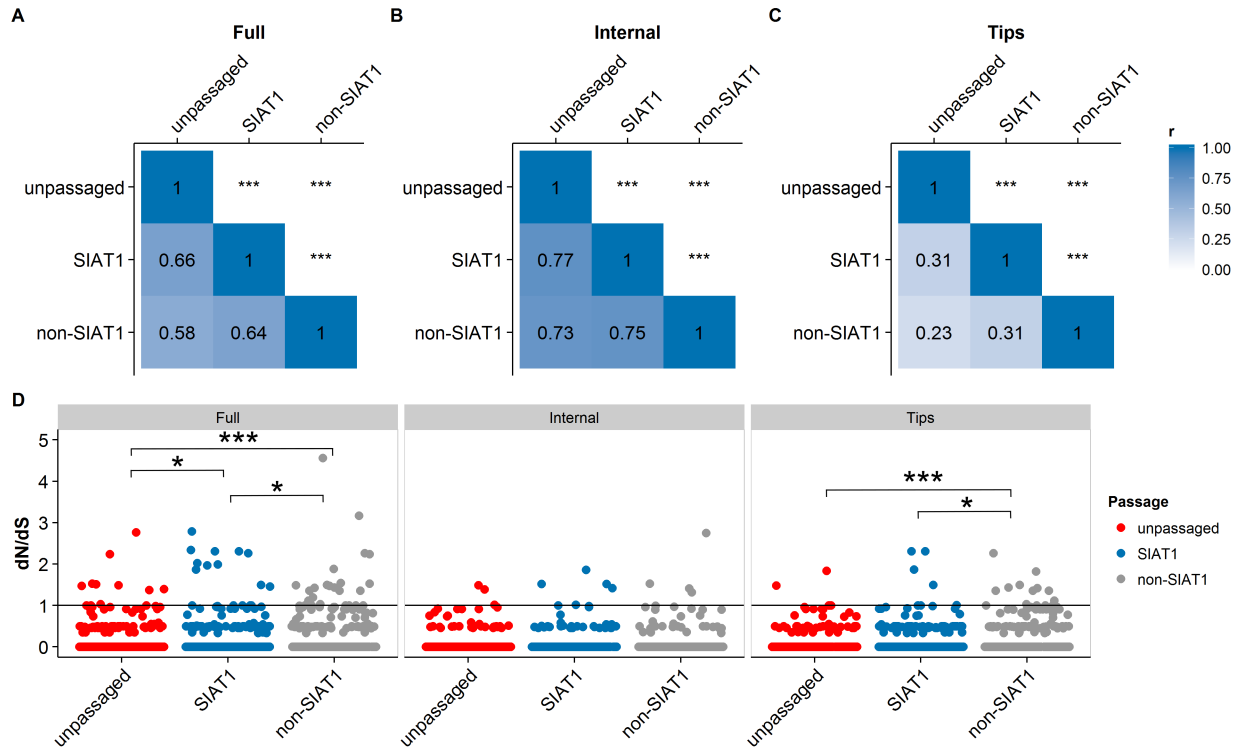 A B C
Full Internal Tips
unpassaged SIAT1 non-SIAT1 unpassaged SIAT1 non-SIAT1 unpassaged SIAT1 non-SIAT1
unpassaged 1 *** *** unpassaged 1 *** *** unpassaged 1 *** ***
SIAT1 0.66 1 *** SIAT1 0.77 1 *** SIAT1 0.31 1 ***
non-SIAT1 0.58 0.64 1 non-SIAT1 0.73 0.75 1 non-SIAT1 0.23 0.31 1
r
1.00
0.75
0.50
0.25
0.00
D
Full Internal Tips
dN/dS
5
4
3
2
1
0
***
*
*
***
*
unpassaged SIAT1 non-SIAT1 unpassaged SIAT1 non-SIAT1 unpassaged SIAT1 non-SIAT1
Passage
unpassaged
SIAT1
non-SIAT1